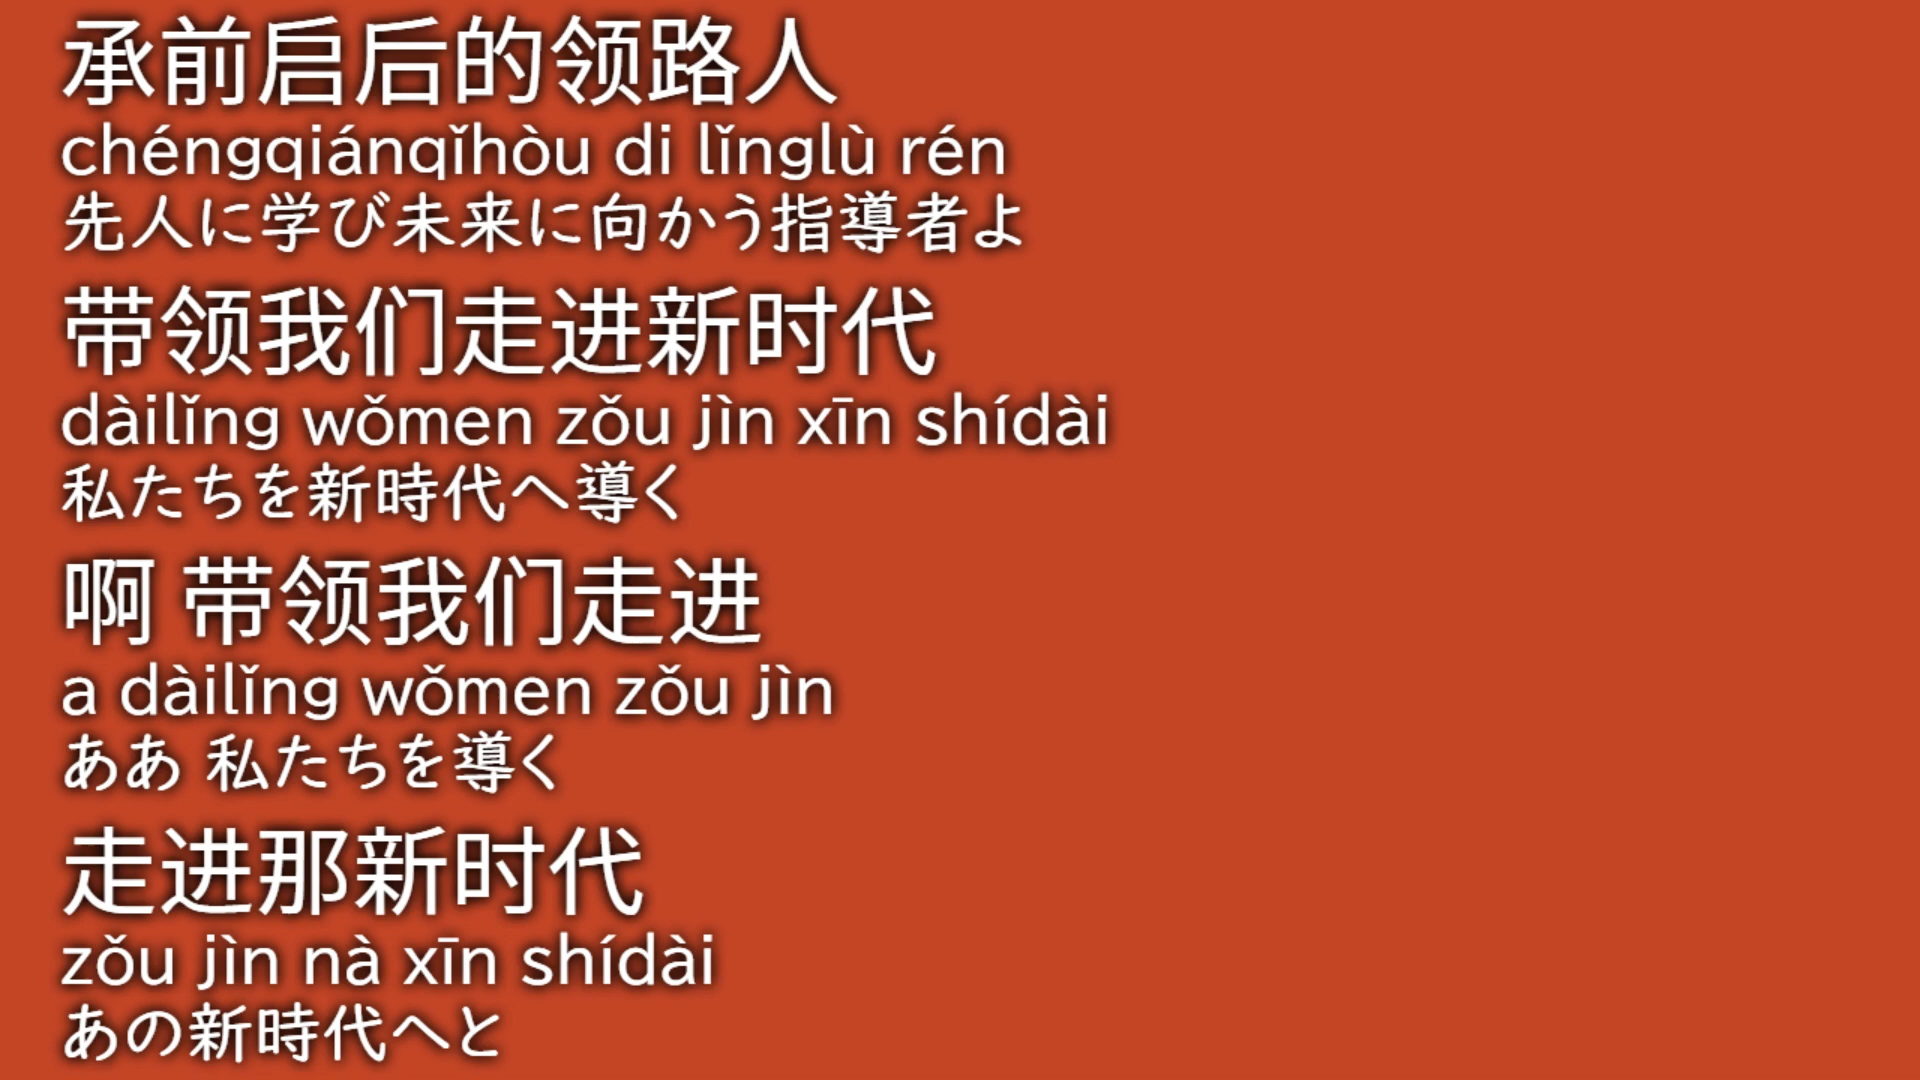 承前启后的领路人
chéngqiánqǐhòu di lǐnglù rén
先人に学び未来に向かう指導者よ
带领我们走进新时代
dàilǐng wǒmen zǒu jìn xīn shídài
私たちを新時代へ導く
啊 带领我们走进
a dàilǐng wǒmen zǒu jìn
ああ 私たちを導く
走进那新时代
zǒu jìn nà xīn shídài
あの新時代へと